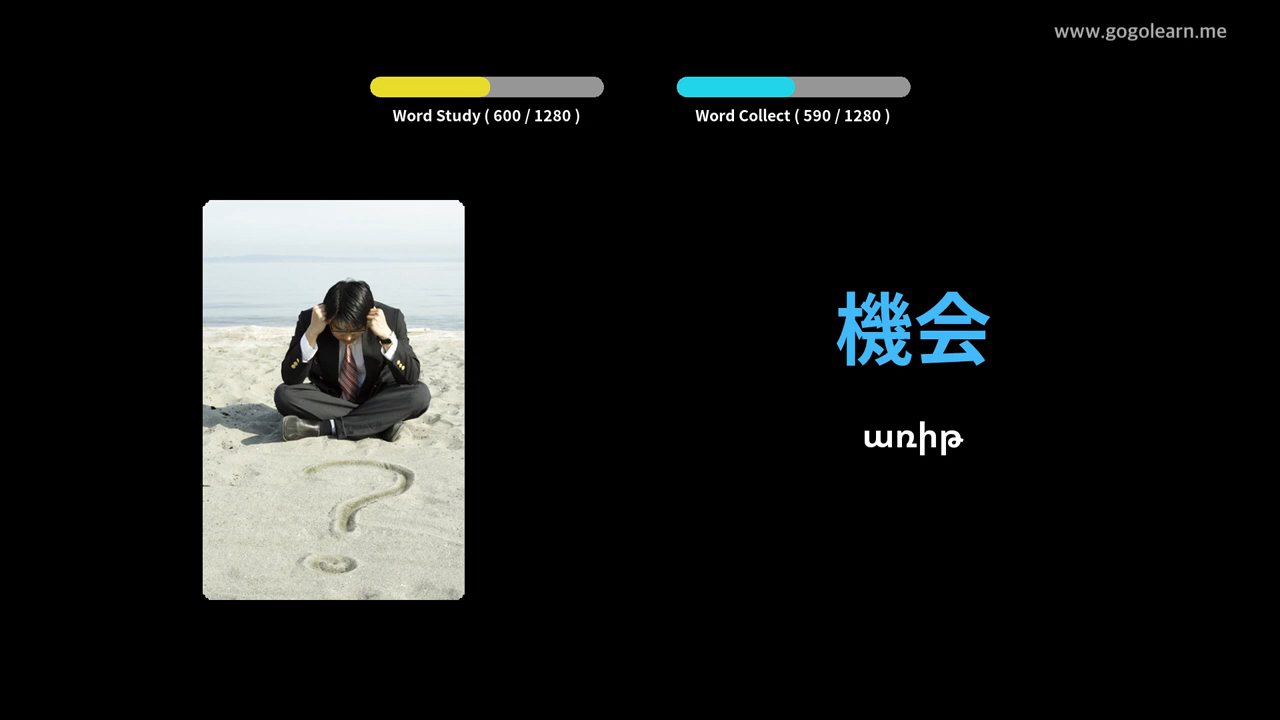 www.gogolearn.me
Word Study ( 600 / 1280 )
Word Collect ( 590 / 1280 )
機会
առիթ
?